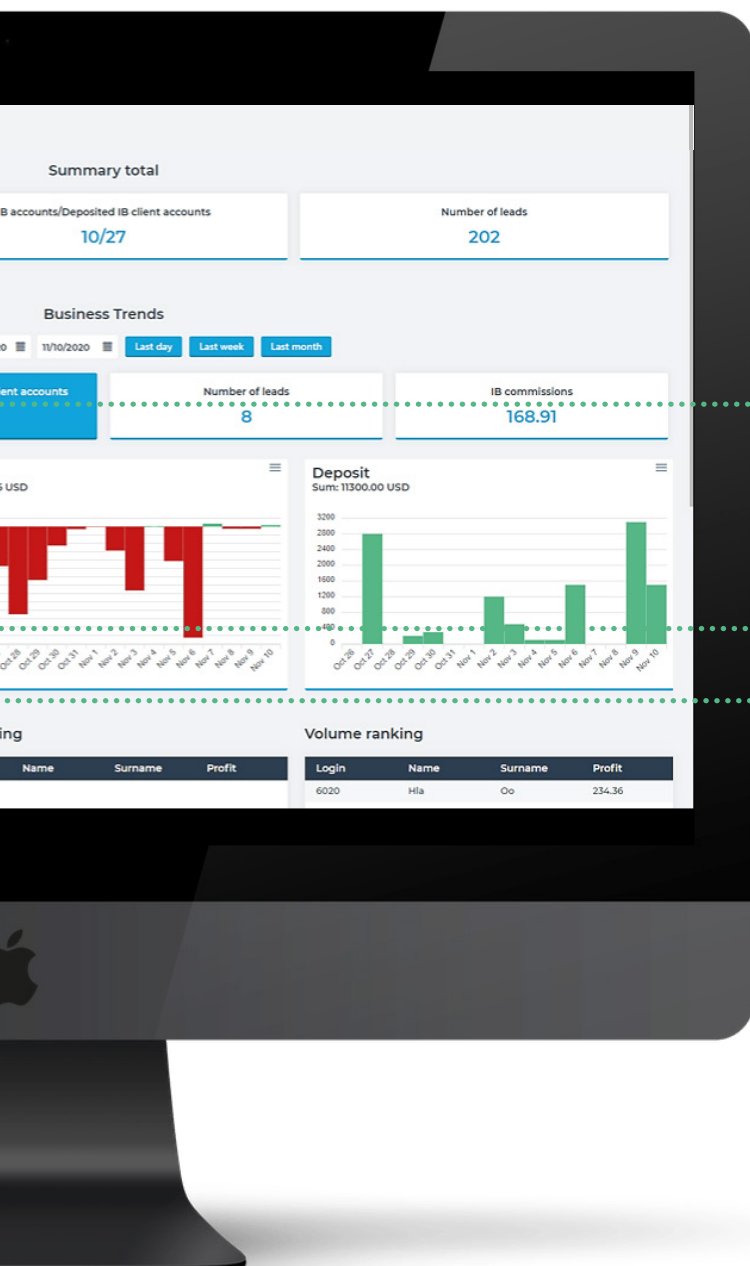 Summary total
B accounts/Deposited IB client accounts
10/27
Number of leads
202
Business Trends
20 11/10/2020 Last day Last week Last month
ient accounts
Number of leads
8
IB commissions
168.91
USD
Deposit
Sum: 11300.00 USD
3200
2800
2400
2000
1600
1200
800
400
0
Oct 28 Oct 29 Oct 30 Oct 31 Nov 1 Nov 2 Nov 3 Nov 4 Nov 5 Nov 6 Nov 7 Nov 8 Nov 9 Nov 10
Oct 26 Oct 27 Oct 28 Oct 29 Oct 30 Oct 31 Nov 1 Nov 2 Nov 3 Nov 4 Nov 5 Nov 6 Nov 7 Nov 8 Nov 9 Nov 10
ing
Name Surname Profit
Volume ranking
Login Name Surname Profit
6020 Hla Oo 234.36